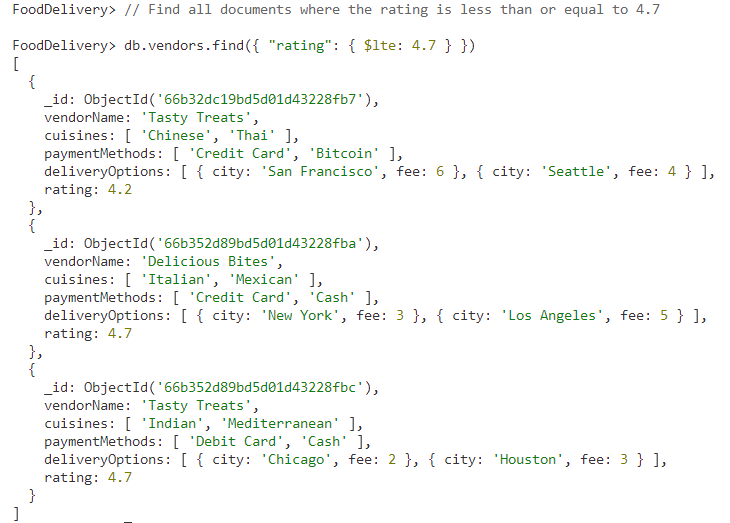 FoodDelivery> // Find all documents where the rating is less than or equal to 4.7
FoodDelivery> db.vendors.find({ "rating": { $lte: 4.7 } })
[
  {
    _id: ObjectId('66b32dc19bd5d01d43228fb7'),
    vendorName: 'Tasty Treats',
    cuisines: [ 'Chinese', 'Thai' ],
    paymentMethods: [ 'Credit Card', 'Bitcoin' ],
    deliveryOptions: [ { city: 'San Francisco', fee: 6 }, { city: 'Seattle', fee: 4 } ],
    rating: 4.2
  },
  {
    _id: ObjectId('66b352d89bd5d01d43228fba'),
    vendorName: 'Delicious Bites',
    cuisines: [ 'Italian', 'Mexican' ],
    paymentMethods: [ 'Credit Card', 'Cash' ],
    deliveryOptions: [ { city: 'New York', fee: 3 }, { city: 'Los Angeles', fee: 5 } ],
    rating: 4.7
  },
  {
    _id: ObjectId('66b352d89bd5d01d43228fbc'),
    vendorName: 'Tasty Treats',
    cuisines: [ 'Indian', 'Mediterranean' ],
    paymentMethods: [ 'Debit Card', 'Cash' ],
    deliveryOptions: [ { city: 'Chicago', fee: 2 }, { city: 'Houston', fee: 3 } ],
    rating: 4.7
  }
]